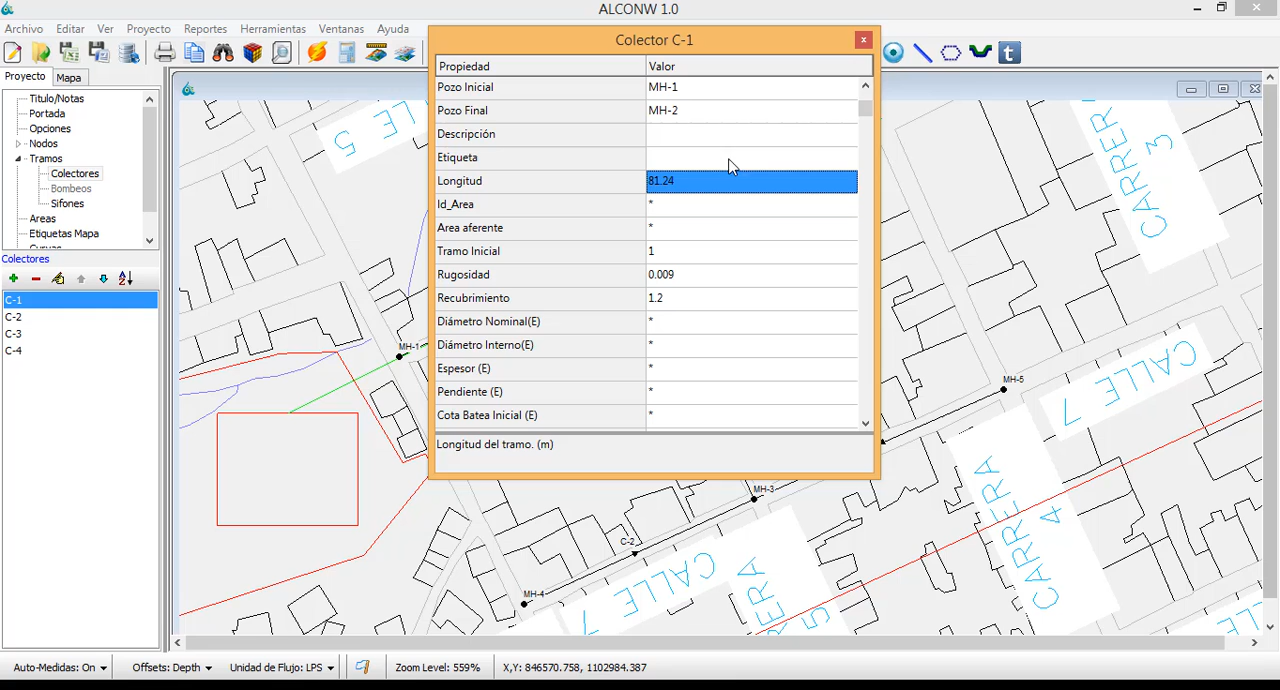 ALCONW 1.0
Archivo Editar Ver Proyecto Reportes Herramientas Ventanas Ayuda
Proyecto Mapa
Titulo/Notas
Portada
Opciones
Nodos
Tramos
Colectores
Bombeos
Sifones
Areas
Etiquetas Mapa
Colectores
C-1
C-2
C-3
C-4
Colector C-1
Propiedad Valor
Pozo Inicial MH-1
Pozo Final MH-2
Descripción
Etiqueta
Longitud 81.24
Id_Area *
Area aferente *
Tramo Inicial 1
Rugosidad 0.009
Recubrimiento 1.2
Diámetro Nominal(E) *
Diámetro Interno(E) *
Espesor (E) *
Pendiente (E) *
Cota Batea Inicial (E) *
Longitud del tramo. (m)
LE 5
CARRER
3
MH-1
MH-5
CALLE 7
MH-3
CARRERA
4
C-2
CALLE 7
RERA
5
MH-4
Auto-Medidas: On Offsets: Depth Unidad de Flujo: LPS Zoom Level: 559% X,Y: 846570.758, 1102984.387